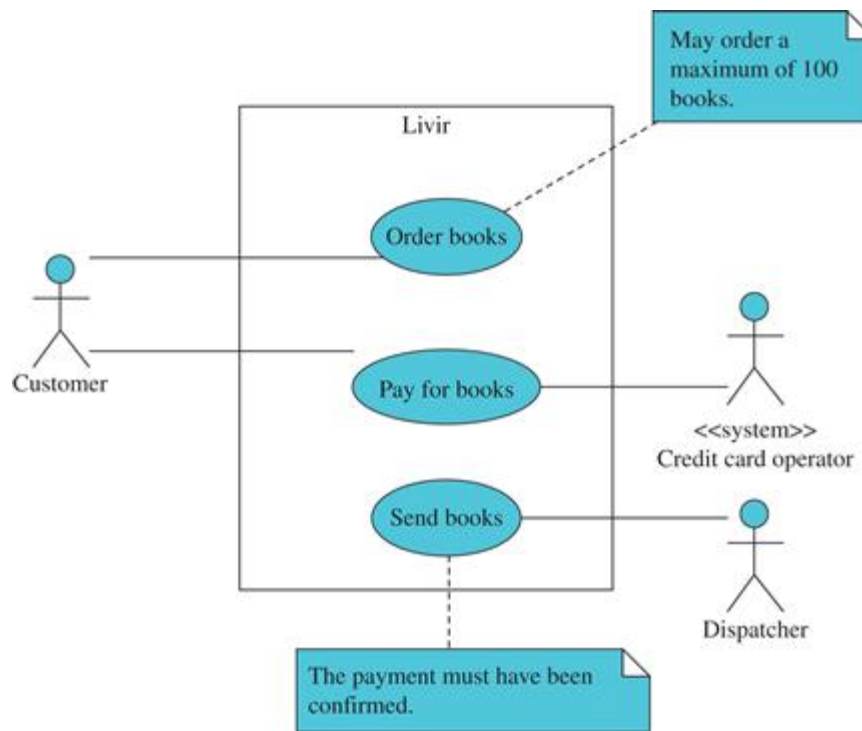 May order a
maximum of 100
books.
Livir
Order books
Customer
Pay for books
<<system>>
Credit card operator
Send books
Dispatcher
The payment must have been
confirmed.